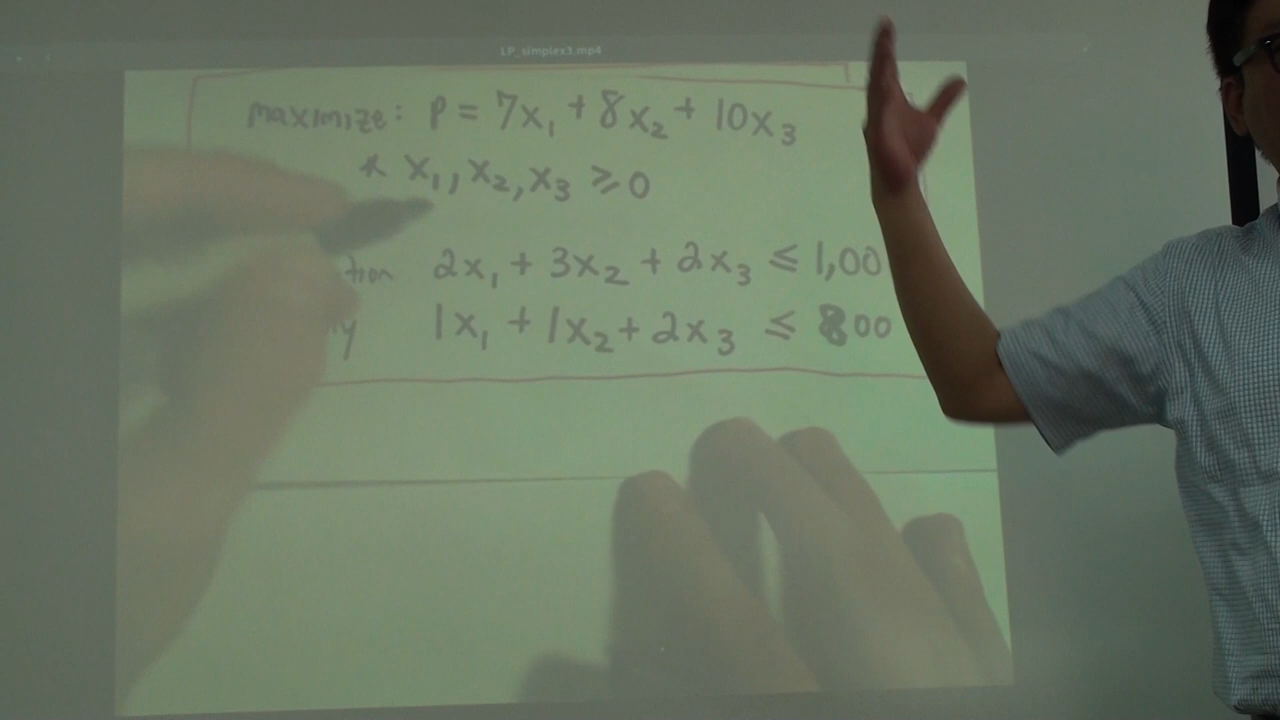 LP_simplex3.mp4
maximize: P = 7x₁ + 8x₂ + 10x₃
* x₁, x₂, x₃ ≥ 0
2x₁ + 3x₂ + 2x₃ ≤ 1,00
1x₁ + 1x₂ + 2x₃ ≤ 800